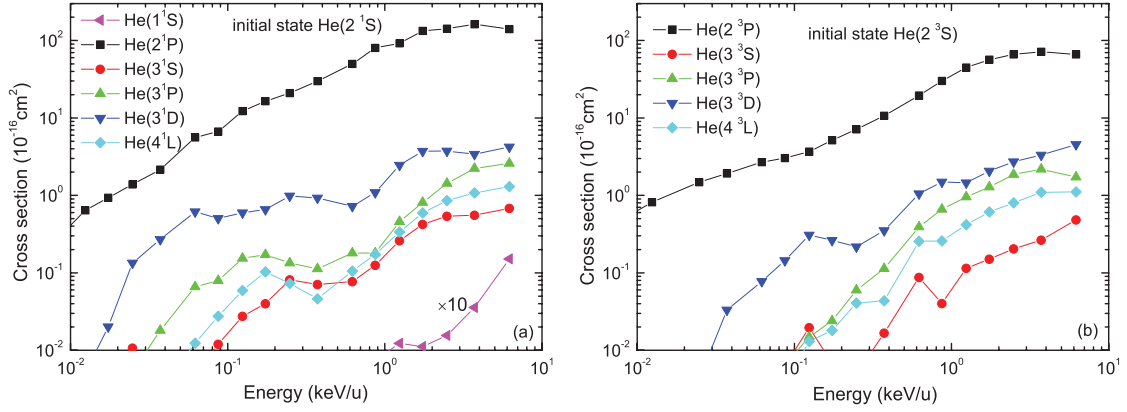 initial state He(2 ¹S)
He(1¹S)
He(2¹P)
He(3¹S)
He(3¹P)
He(3¹D)
He(4¹L)
Cross section (10⁻¹⁶cm²)
10²
10¹
10⁰
10⁻¹
10⁻²
×10
(a)
10⁻² 10⁻¹ 10⁰ 10¹
Energy (keV/u)
initial state He(2 ³S)
He(2 ³P)
He(3 ³S)
He(3 ³P)
He(3 ³D)
He(4 ³L)
Cross section (10⁻¹⁶cm²)
10²
10¹
10⁰
10⁻¹
10⁻²
(b)
10⁻² 10⁻¹ 10⁰ 10¹
Energy (keV/u)